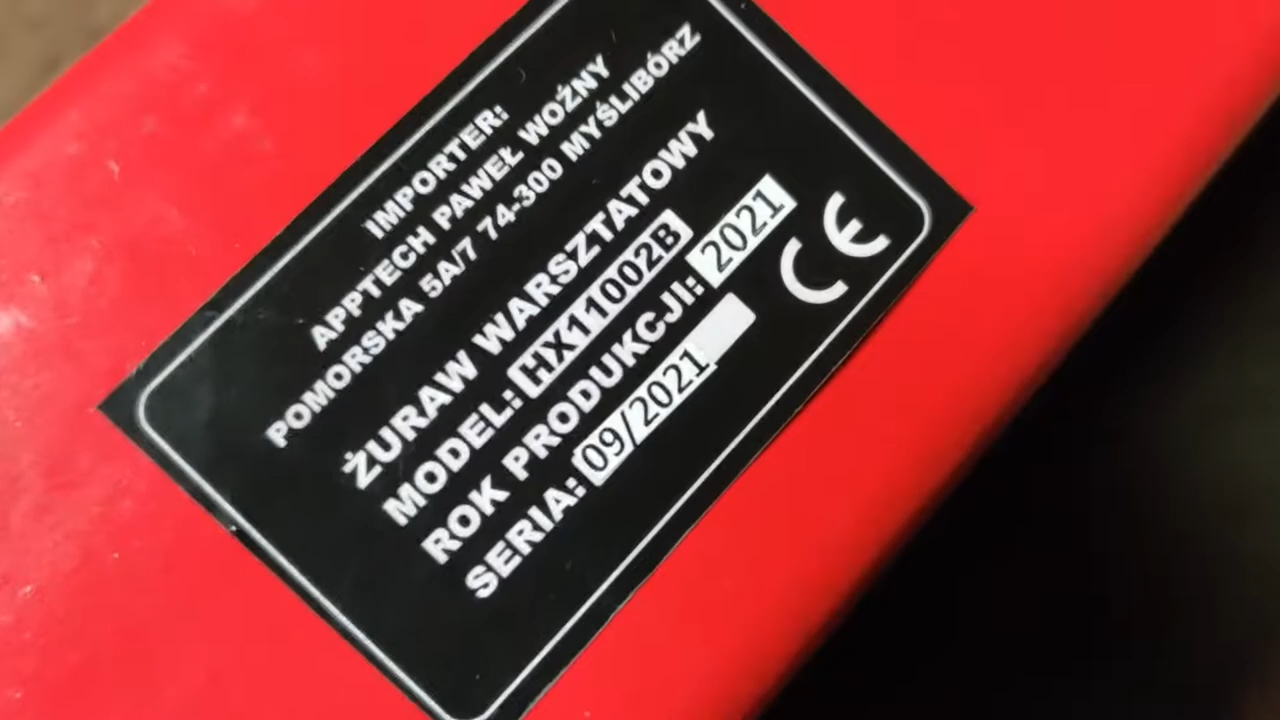 IMPORTER:
APPTECH PAWEŁ WOŹNY
POMORSKA 5A/7 74-300 MYŚLIBÓRZ
ŻURAW WARSZTATOWY
MODEL: HX111002B
ROK PRODUKCJI: 2021
SERIA: 09/2021
CE